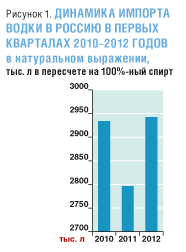 Рисунок 1. ДИНАМИКА ИМПОРТА
ВОДКИ В РОССИЮ В ПЕРВЫХ
КВАРТАЛАХ 2010–2012 ГОДОВ
в натуральном выражении,
тыс. л в пересчете на 100%-ный спирт
3000
2950
2900
2850
2800
2750
2700
тыс. л 2010 2011 2012